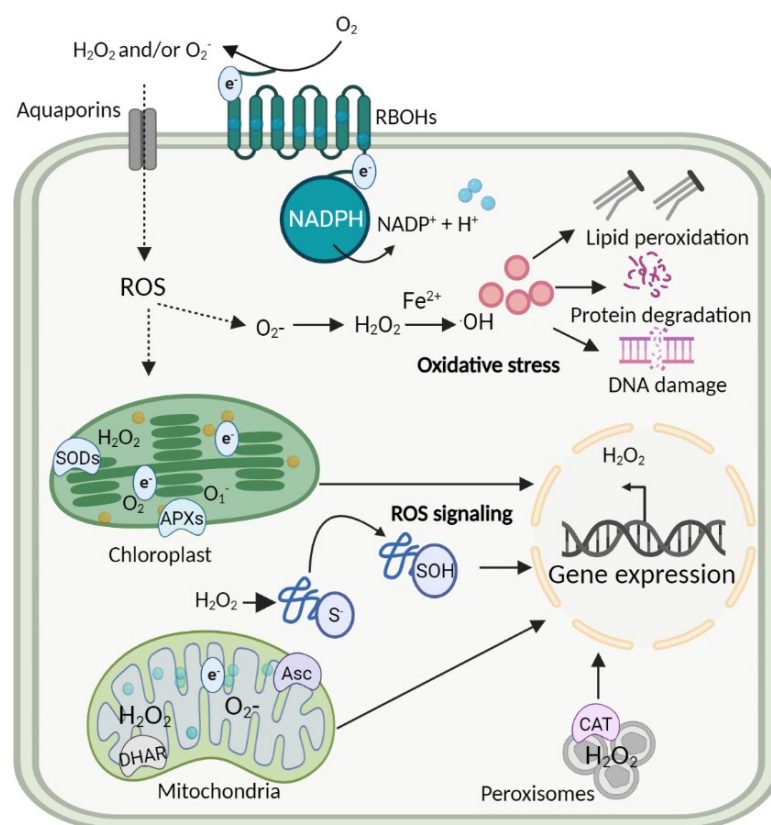 O₂
H₂O₂ and/or O₂⁻
e⁻
Aquaporins
RBOHs
e⁻
NADPH
NADP⁺ + H⁺
Lipid peroxidation
ROS
Fe²⁺
O₂-
H₂O₂
·OH
Protein degradation
Oxidative stress
DNA damage
H₂O₂
e⁻
SODs
e⁻
O₂
O₁⁻
APXs
Chloroplast
H₂O₂
ROS signaling
SOH
Gene expression
H₂O₂
S⁻
e⁻
Asc
H₂O₂
O₂-
DHAR
Mitochondria
CAT
H₂O₂
Peroxisomes